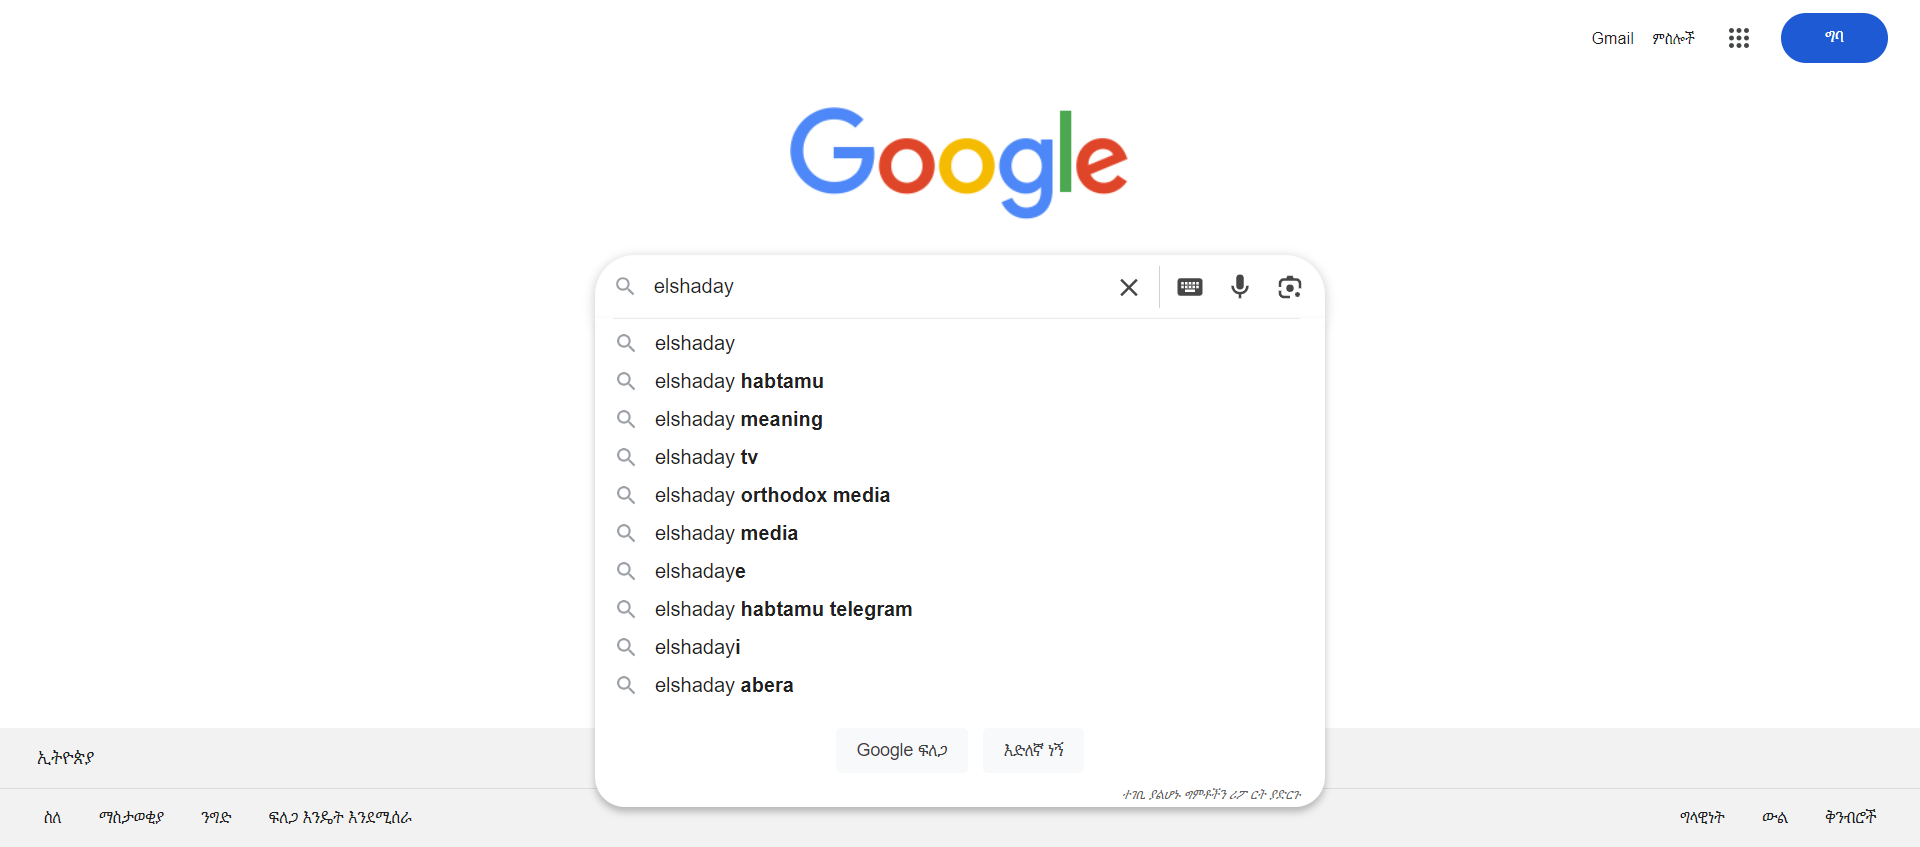 Gmail ምስሎች ግባ
Google
elshaday
elshaday
elshaday habtamu
elshaday meaning
elshaday tv
elshaday orthodox media
elshaday media
elshadaye
elshaday habtamu telegram
elshadayi
elshaday abera
Google ፍለጋ እድለኛ ነኝ
ተገቢ ያልሆኑ ግምቶችን ሪፖርት ያድርጉ
ኢትዮጵያ
ስለ ማስታወቂያ ንግድ ፍለጋ እንዴት እንደሚሰራ ግላዊነት ውል ቅንብሮች